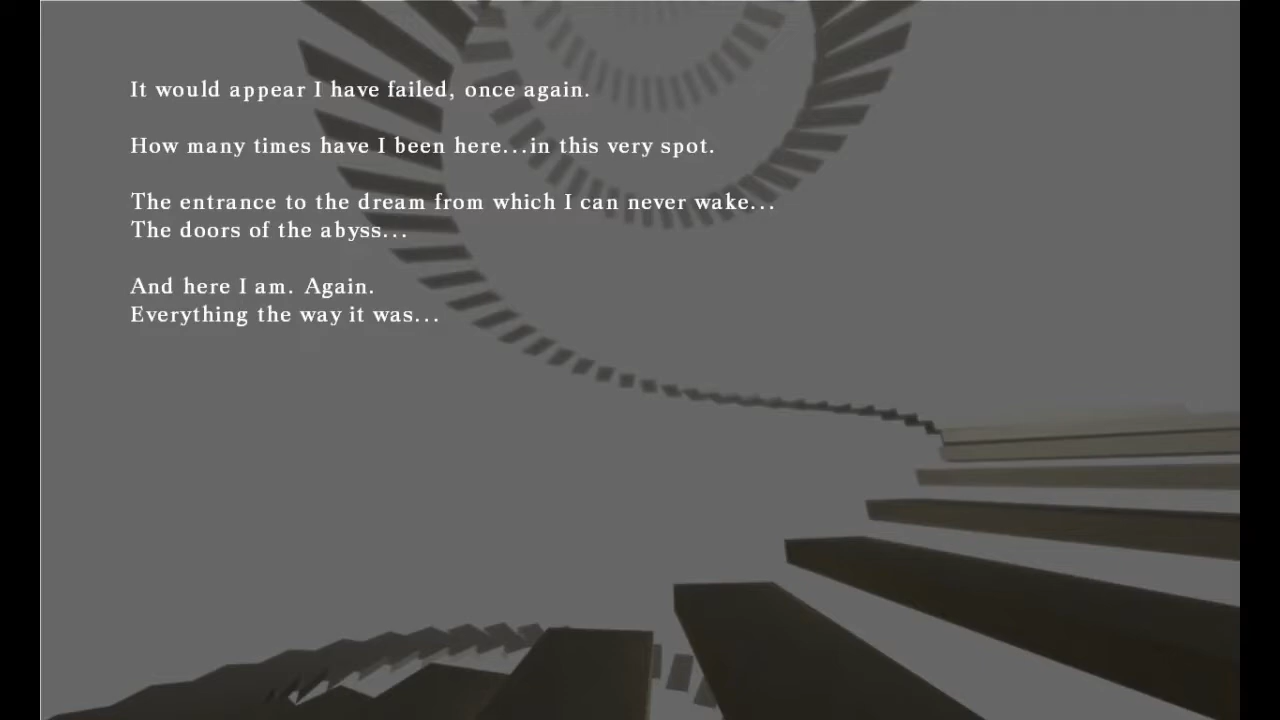 It would appear I have failed, once again.
How many times have I been here...in this very spot.
The entrance to the dream from which I can never wake...
The doors of the abyss...
And here I am. Again.
Everything the way it was...